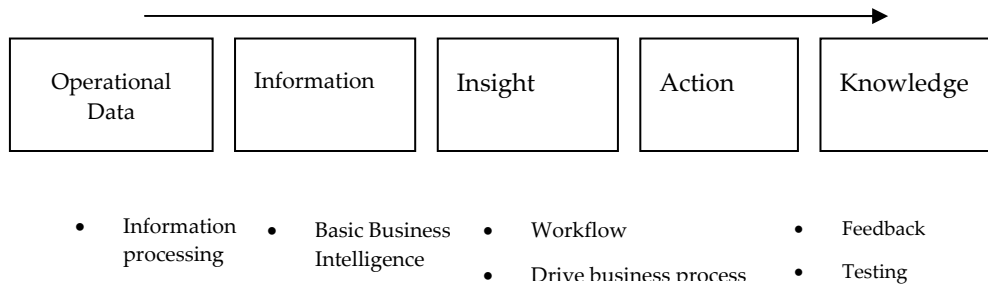 Operational
Data
Information
Insight
Action
Knowledge
• Information
processing
• Basic Business
Intelligence
• Workflow
• Drive business process
• Feedback
• Testing